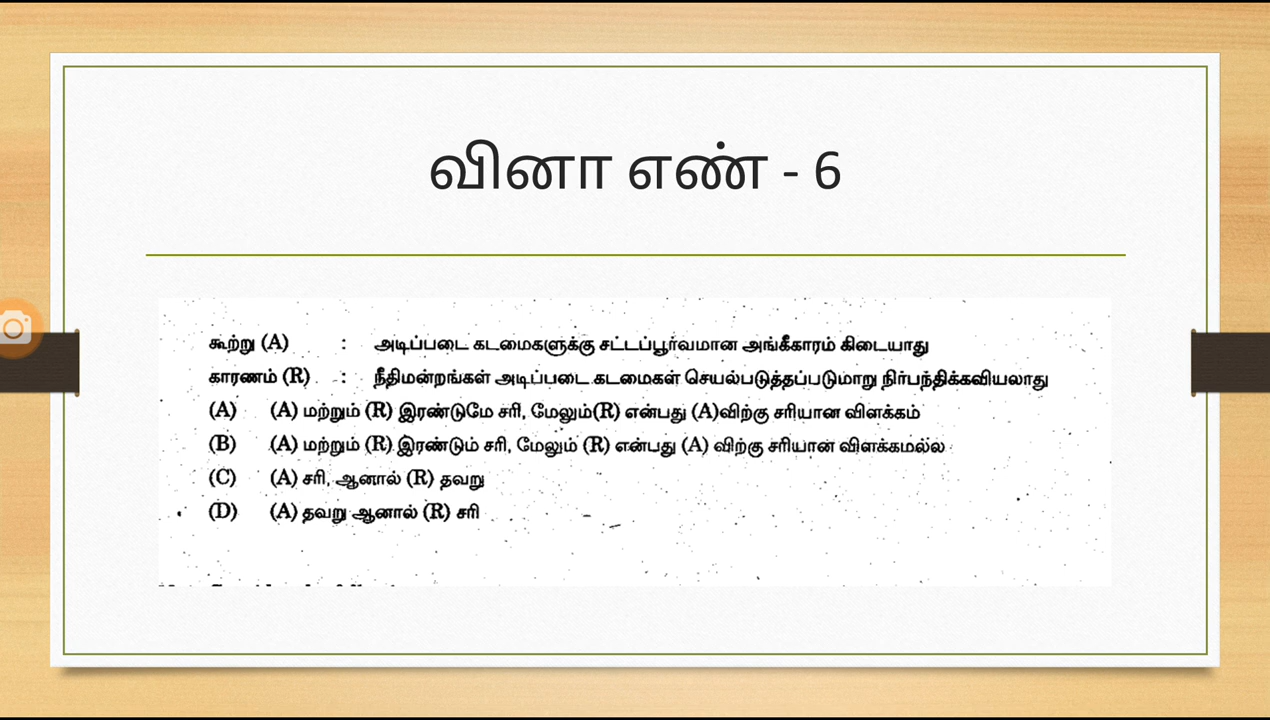 வினா எண் - 6
கூற்று (A) : அடிப்படை கடமைகளுக்கு சட்டப்பூர்வமான அங்கீகாரம் கிடையாது
காரணம் (R) : நீதிமன்றங்கள் அடிப்படை கடமைகள் செயல்படுத்தப்படுமாறு நிர்பந்திக்கவியலாது
(A) (A) மற்றும் (R) இரண்டுமே சரி, மேலும்(R) என்பது (A)விற்கு சரியான விளக்கம்
(B) (A) மற்றும் (R) இரண்டும் சரி, மேலும் (R) என்பது (A) விற்கு சரியான விளக்கமல்ல
(C) (A) சரி, ஆனால் (R) தவறு
(D) (A) தவறு ஆனால் (R) சரி